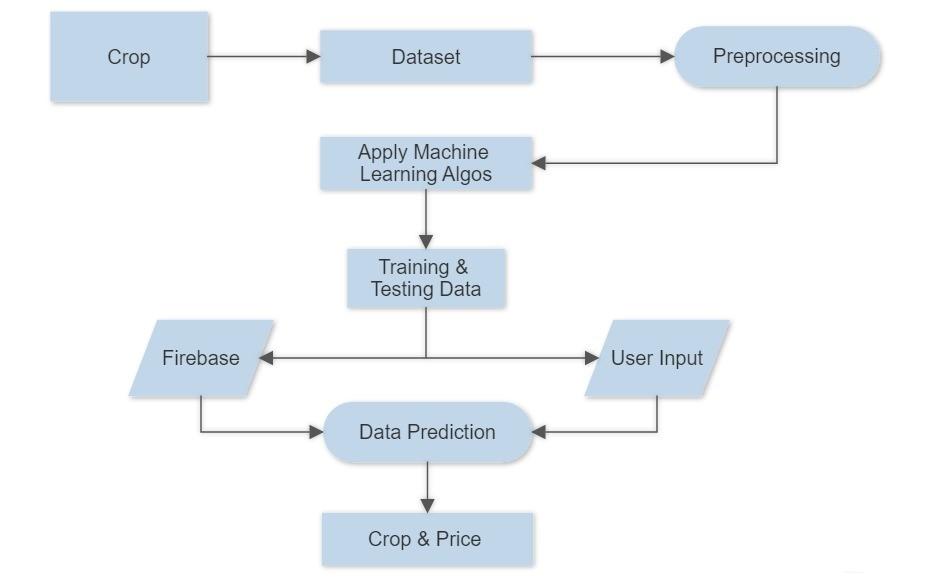 Crop
Dataset
Preprocessing
Apply Machine
Learning Algos
Training &
Testing Data
Firebase
User Input
Data Prediction
Crop & Price